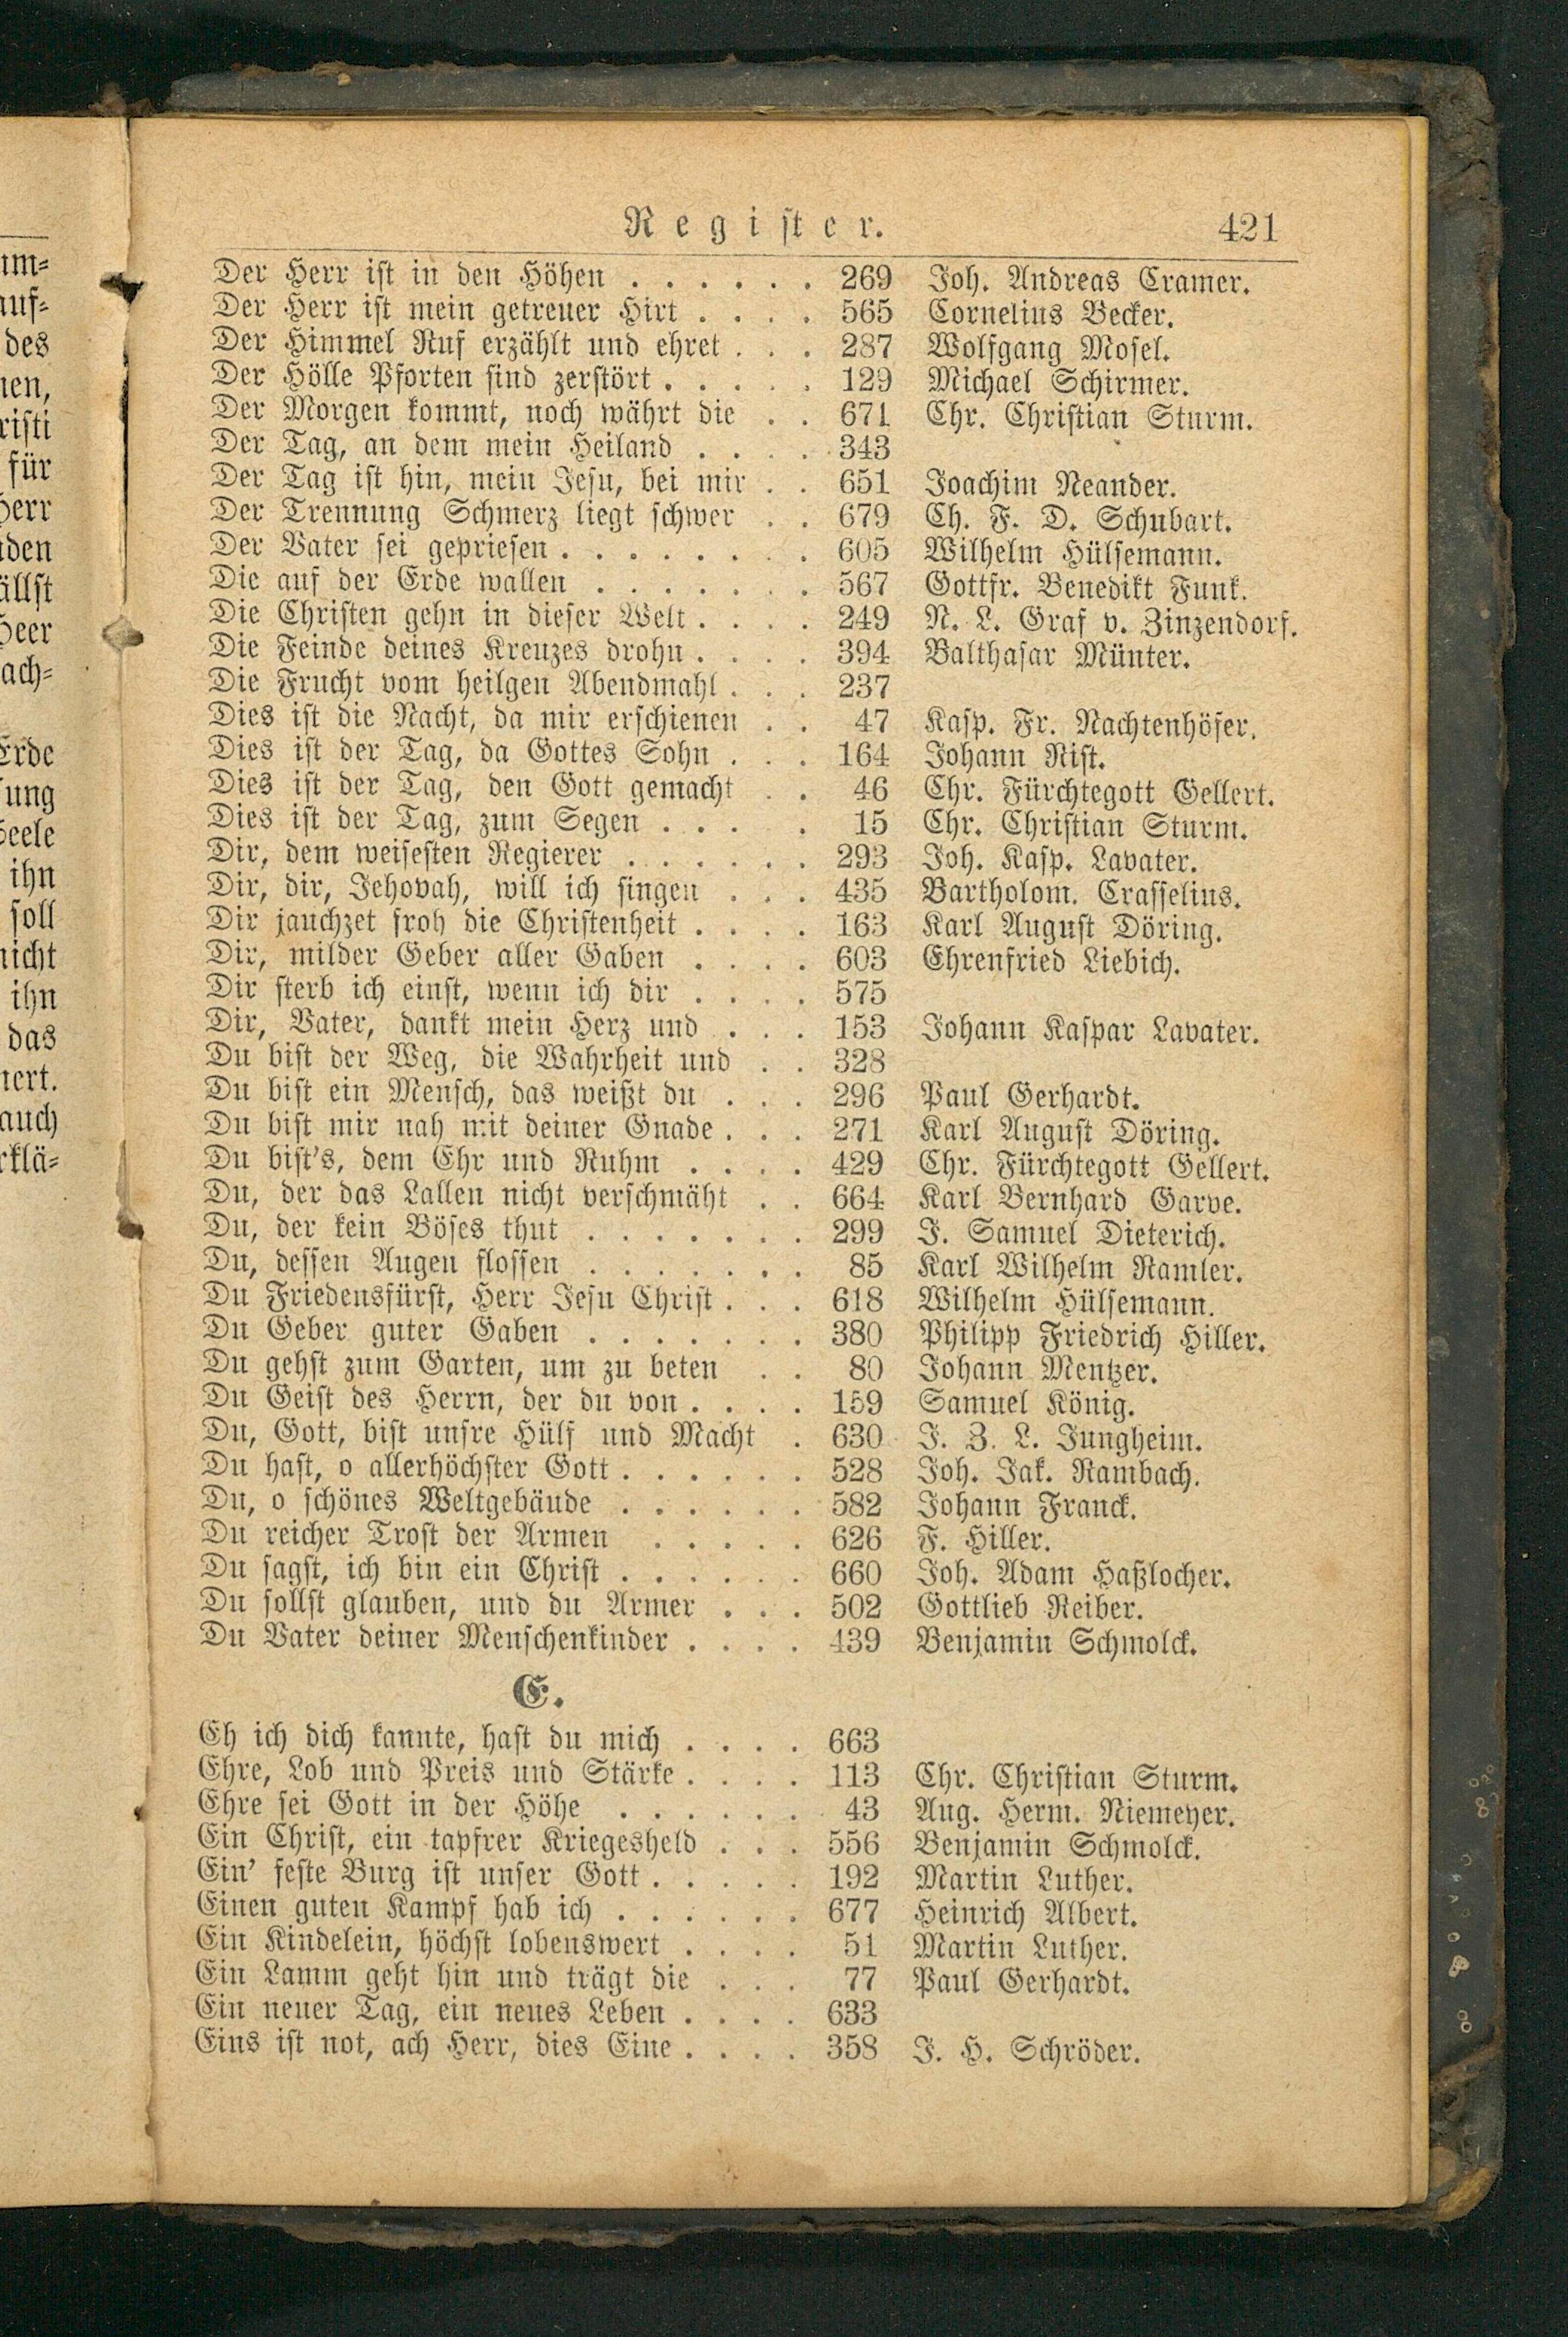 Register. 421
Der Herr ist in den Höhen . . . . . . 269 Joh. Andreas Cramer.
Der Herr ist mein getreuer Hirt . . . . 565 Cornelius Becker.
Der Himmel Ruf erzählt und ehret . . . 287 Wolfgang Mosel.
Der Hölle Pforten sind zerstört . . . . . 129 Michael Schirmer.
Der Morgen kommt, noch währt die . . 671 Chr. Christian Sturm.
Der Tag, an dem mein Heiland . . . . 343
Der Tag ist hin, mein Jesu, bei mir . . 651 Joachim Neander.
Der Trennung Schmerz liegt schwer . . 679 Ch. F. D. Schubart.
Der Vater sei gepriesen . . . . . . . . 605 Wilhelm Hülsemann.
Die auf der Erde wallen . . . . . . . 567 Gottfr. Benedikt Funk.
Die Christen gehn in dieser Welt . . . . 249 N. L. Graf v. Zinzendorf.
Die Feinde deines Kreuzes drohn . . . . 394 Balthasar Münter.
Die Frucht vom heilgen Abendmahl . . . 237
Dies ist die Nacht, da mir erschienen . . 47 Kasp. Fr. Nachtenhöfer.
Dies ist der Tag, da Gottes Sohn . . . 164 Johann Rist.
Dies ist der Tag, den Gott gemacht . . 46 Chr. Fürchtegott Gellert.
Dies ist der Tag, zum Segen . . . . . 15 Chr. Christian Sturm.
Dir, dem weisesten Regierer . . . . . . 293 Joh. Kasp. Lavater.
Dir, dir, Jehovah, will ich singen . . . 435 Bartholom. Crasselius.
Dir jauchzet froh die Christenheit . . . . 163 Karl August Döring.
Dir, milder Geber aller Gaben . . . . 603 Ehrenfried Liebich.
Dir sterb ich einst, wenn ich dir . . . . 575
Dir, Vater, dankt mein Herz und . . . 153 Johann Kaspar Lavater.
Du bist der Weg, die Wahrheit und . . 328
Du bist ein Mensch, das weißt du . . . 296 Paul Gerhardt.
Du bist mir nah mit deiner Gnade . . . 271 Karl August Döring.
Du bist's, dem Ehr und Ruhm . . . . 429 Chr. Fürchtegott Gellert.
Du, der das Lallen nicht verschmäht . . 664 Karl Bernhard Garve.
Du, der kein Böses thut . . . . . . . 299 J. Samuel Dieterich.
Du, dessen Augen flossen . . . . . . . 85 Karl Wilhelm Ramler.
Du Friedensfürst, Herr Jesu Christ . . . 618 Wilhelm Hülsemann.
Du Geber guter Gaben . . . . . . . 380 Philipp Friedrich Hiller.
Du gehst zum Garten, um zu beten . . 80 Johann Mentzer.
Du Geist des Herrn, der du von . . . . 159 Samuel König.
Du, Gott, bist unsre Hülf und Macht . 630 J. Z. L. Jungheim.
Du hast, o allerhöchster Gott . . . . . . 528 Joh. Jak. Rambach.
Du, o schönes Weltgebäude . . . . . . 582 Johann Franck.
Du reicher Trost der Armen . . . . . 626 F. Hiller.
Du sagst, ich bin ein Christ . . . . . . 660 Joh. Adam Haßlocher.
Du sollst glauben, und du Armer . . . 502 Gottlieb Reiber.
Du Vater deiner Menschenkinder . . . . 439 Benjamin Schmolck.
E.
Eh ich dich kannte, hast du mich . . . . 663
Ehre, Lob und Preis und Stärke . . . . 113 Chr. Christian Sturm.
Ehre sei Gott in der Höhe . . . . . . 43 Aug. Herm. Niemeyer.
Ein Christ, ein tapfrer Kriegesheld . . . 556 Benjamin Schmolck.
Ein' feste Burg ist unser Gott . . . . . 192 Martin Luther.
Einen guten Kampf hab ich . . . . . . 677 Heinrich Albert.
Ein Kindelein, höchst lobenswert . . . . 51 Martin Luther.
Ein Lamm geht hin und trägt die . . . 77 Paul Gerhardt.
Ein neuer Tag, ein neues Leben . . . . 633
Eins ist not, ach Herr, dies Eine . . . . 358 J. H. Schröder.